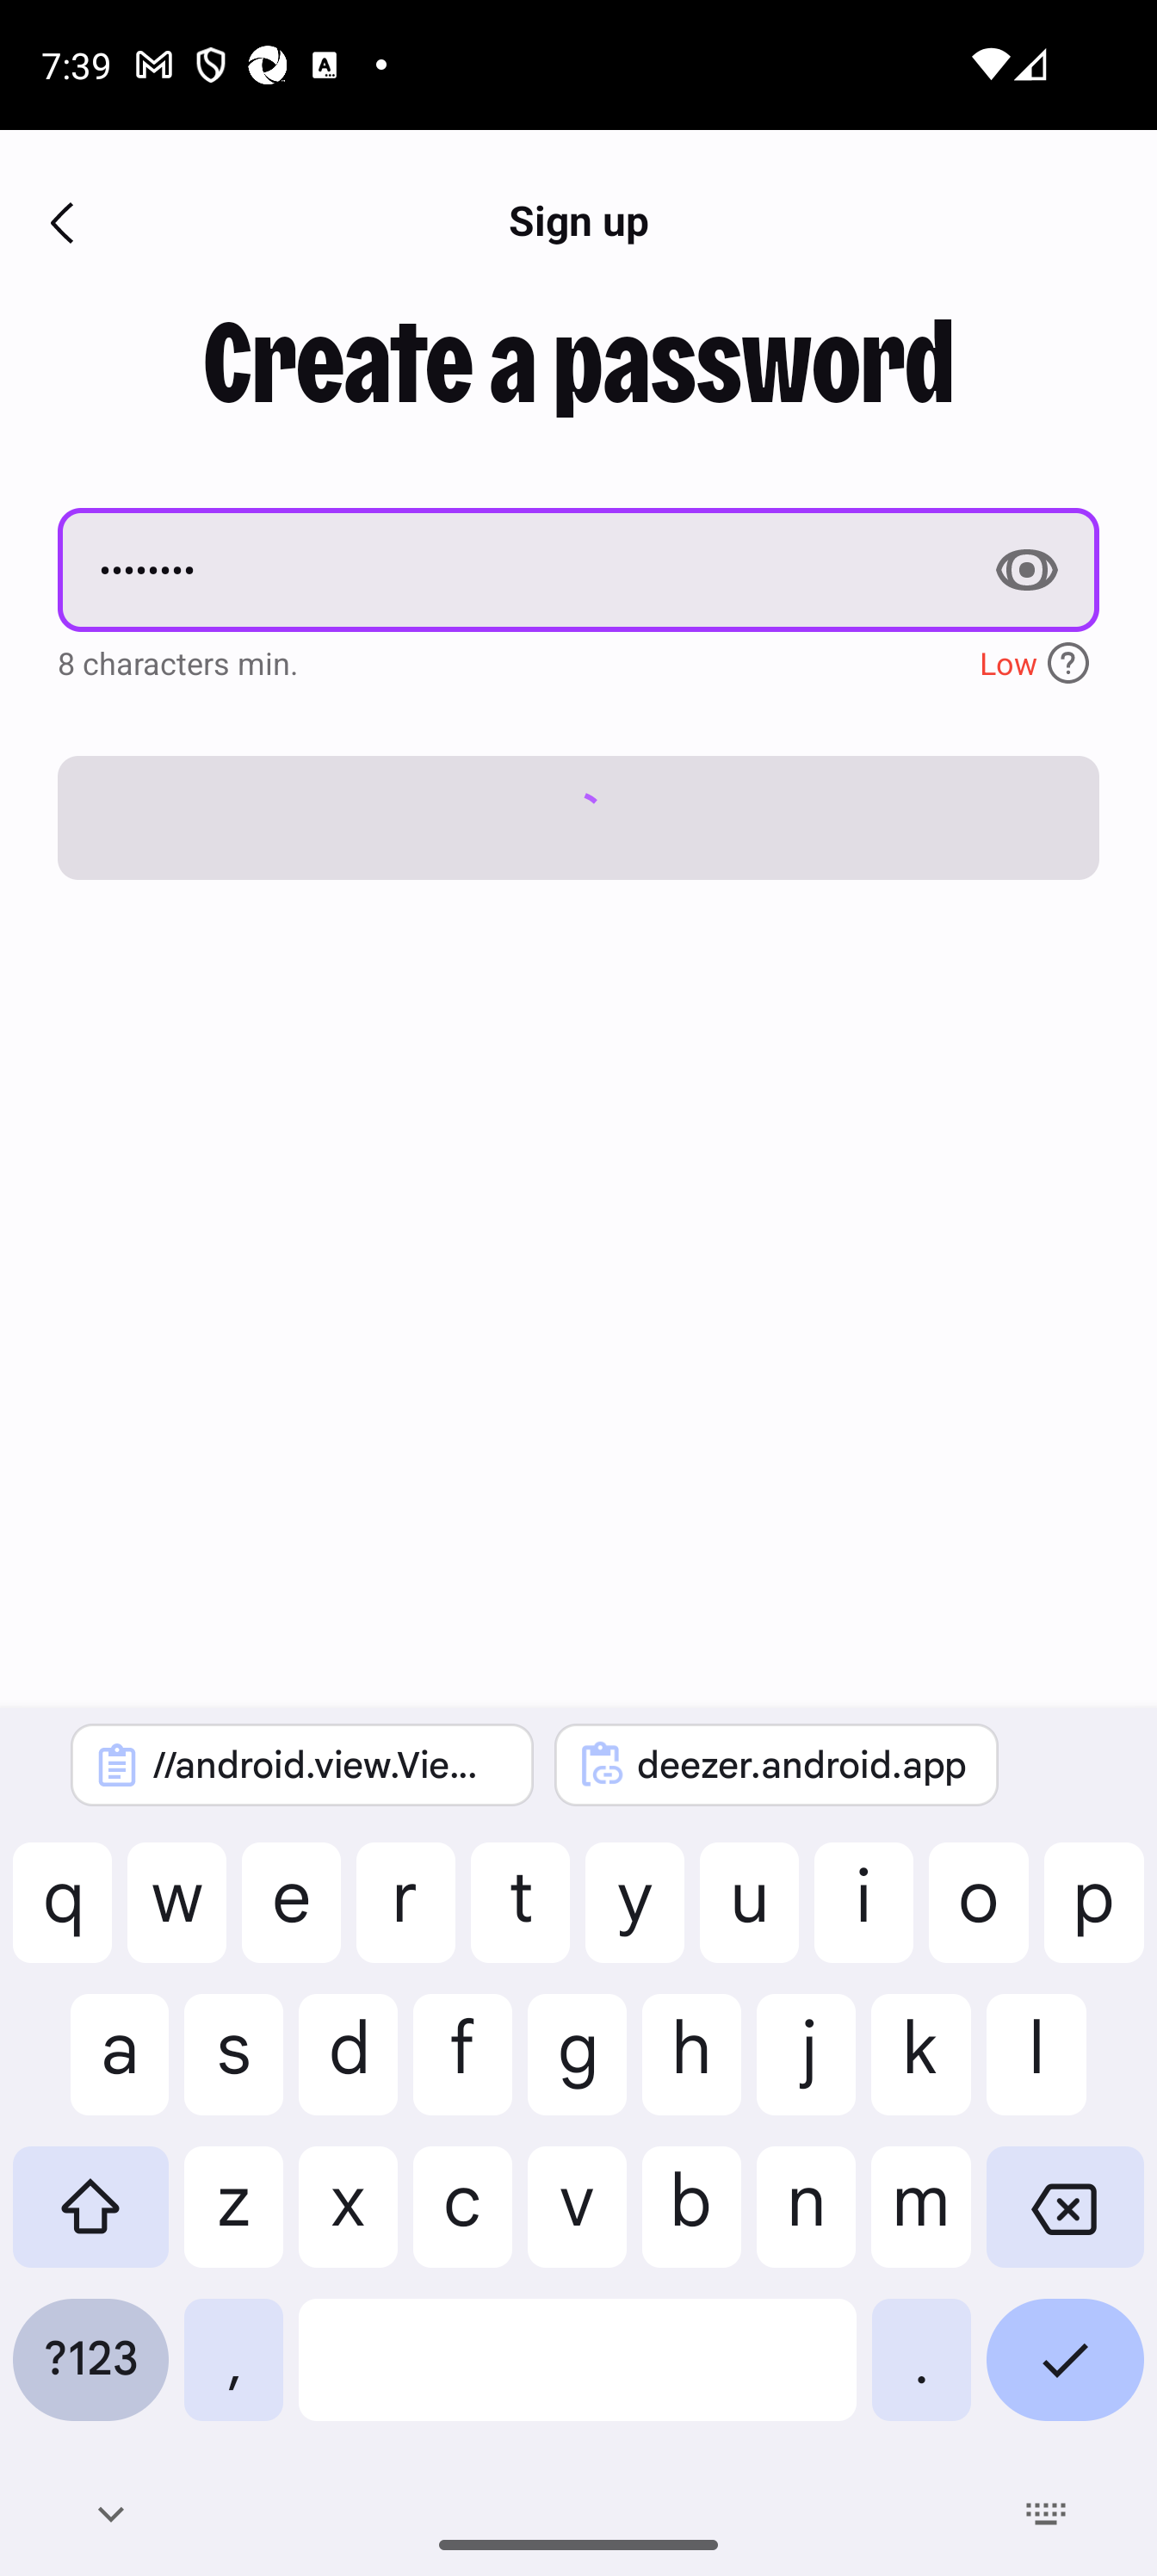 7:39
Sign up
Create a password
••••••••
8 characters min.
Low
//android.view.Vie...
deezer.android.app
q w e r t y u i o p
a s d f g h j k l
z x c v b n m
?123 , .